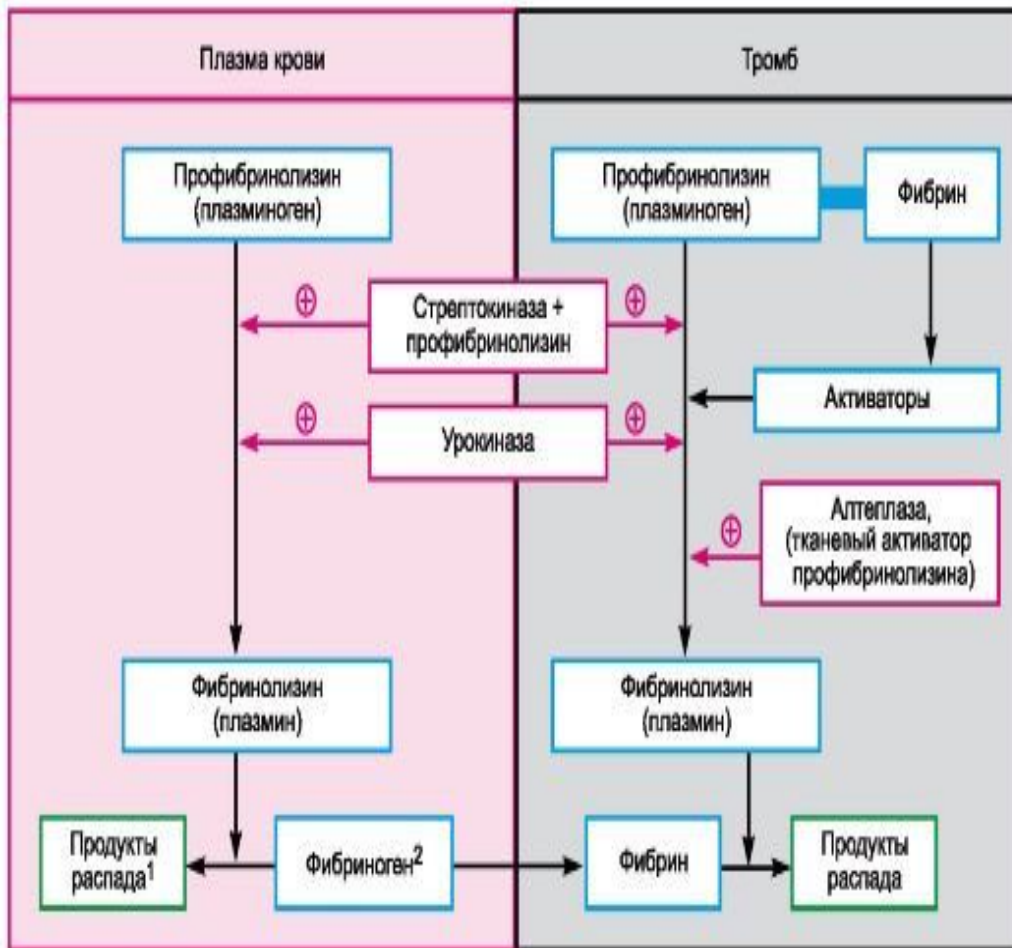 Плазма крови
Тромб
Профибринолизин
(плазминоген)
Профибринолизин
(плазминоген)
Фибрин
⊕
Стрептокиназа +
профибринолизин
⊕
Активаторы
⊕
Урокиназа
⊕
Алтеплаза,
(тканевый активатор
профибринолизина)
⊕
Фибринолизин
(плазмин)
Фибринолизин
(плазмин)
Продукты
распада¹
Фибриноген²
Фибрин
Продукты
распада